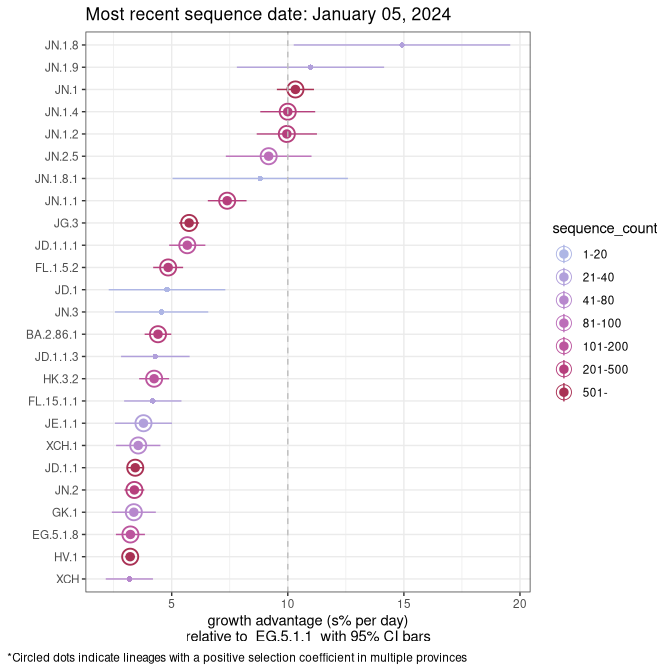 Most recent sequence date: January 05, 2024
JN.1.8
JN.1.9
JN.1
JN.1.4
JN.1.2
JN.2.5
JN.1.8.1
JN.1.1
JG.3
JD.1.1.1
FL.1.5.2
JD.1
JN.3
BA.2.86.1
JD.1.1.3
HK.3.2
FL.15.1.1
JE.1.1
XCH.1
JD.1.1
JN.2
GK.1
EG.5.1.8
HV.1
XCH
5 10 15 20
growth advantage (s% per day)
relative to EG.5.1.1 with 95% CI bars
sequence_count
1-20
21-40
41-80
81-100
101-200
201-500
501-
*Circled dots indicate lineages with a positive selection coefficient in multiple provinces